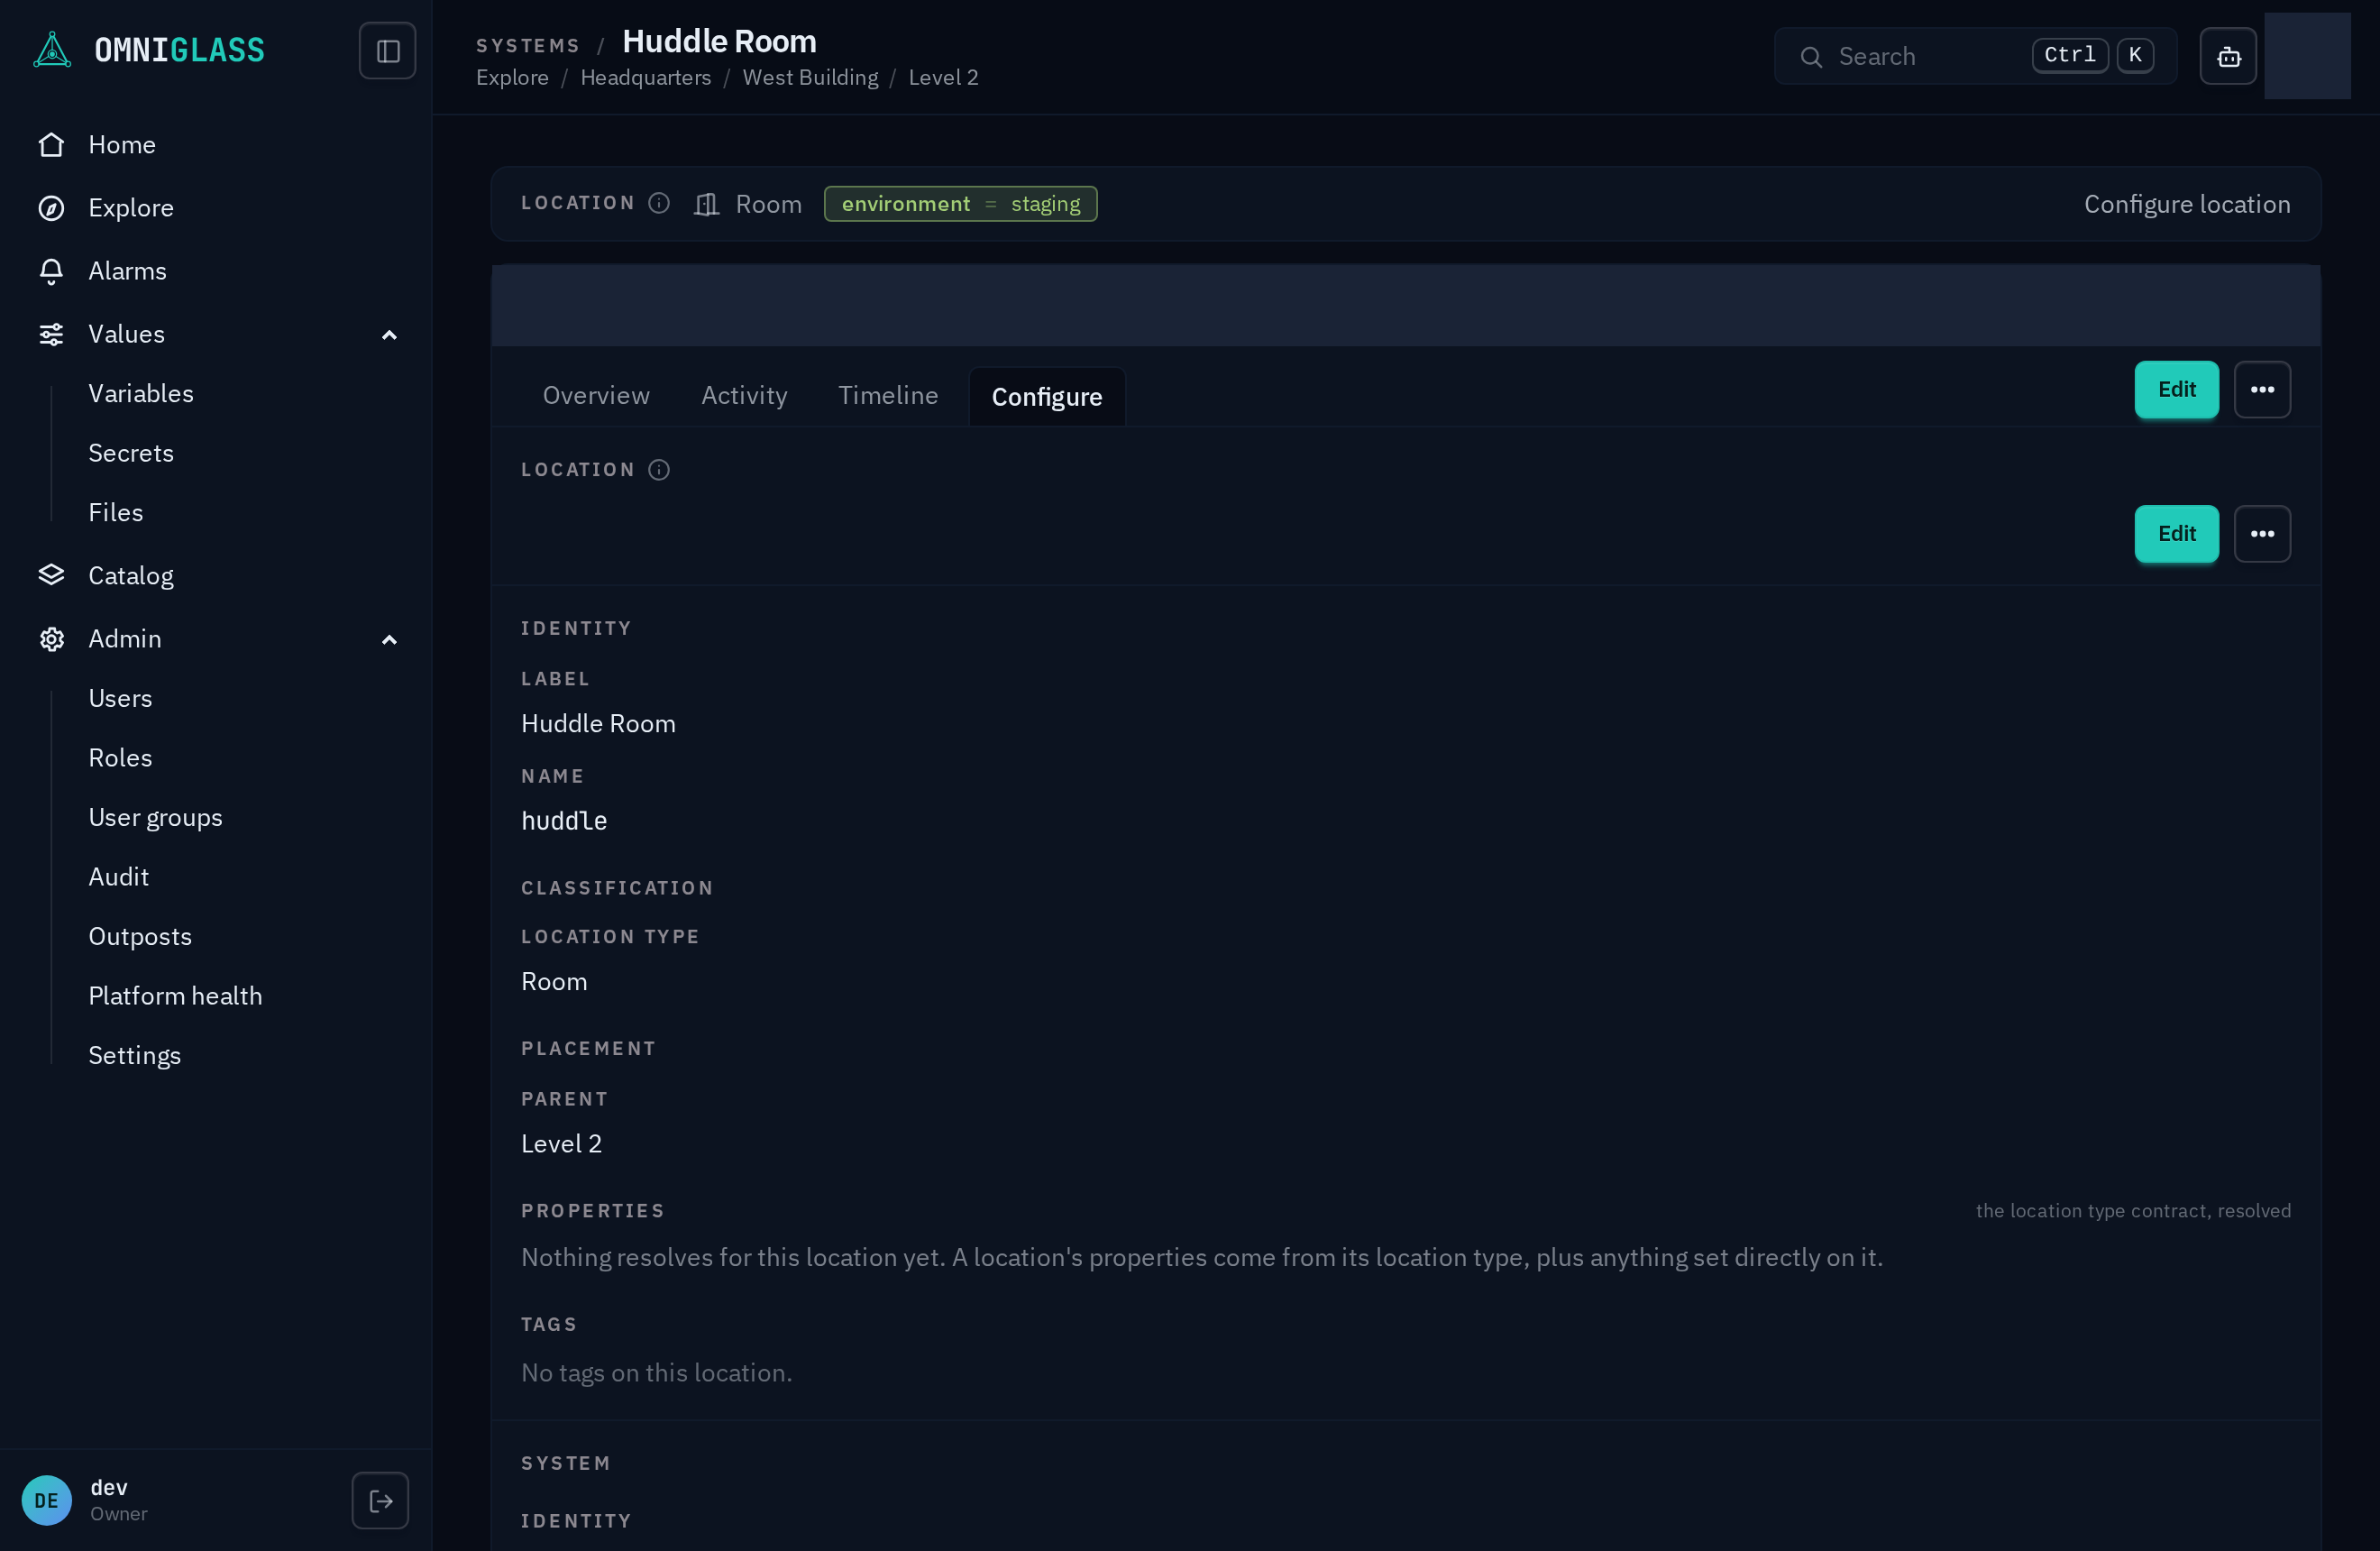 OMNIGLASS
Home
Explore
Alarms
Values
Variables
Secrets
Files
Catalog
Admin
Users
Roles
User groups
Audit
Outposts
Platform health
Settings
DE
dev
Owner
SYSTEMS / Huddle Room
Explore / Headquarters / West Building / Level 2
Search Ctrl K
LOCATION Room environment = staging Configure location
Overview Activity Timeline Configure Edit
LOCATION
Edit
IDENTITY
LABEL
Huddle Room
NAME
huddle
CLASSIFICATION
LOCATION TYPE
Room
PLACEMENT
PARENT
Level 2
PROPERTIES the location type contract, resolved
Nothing resolves for this location yet. A location's properties come from its location type, plus anything set directly on it.
TAGS
No tags on this location.
SYSTEM
IDENTITY